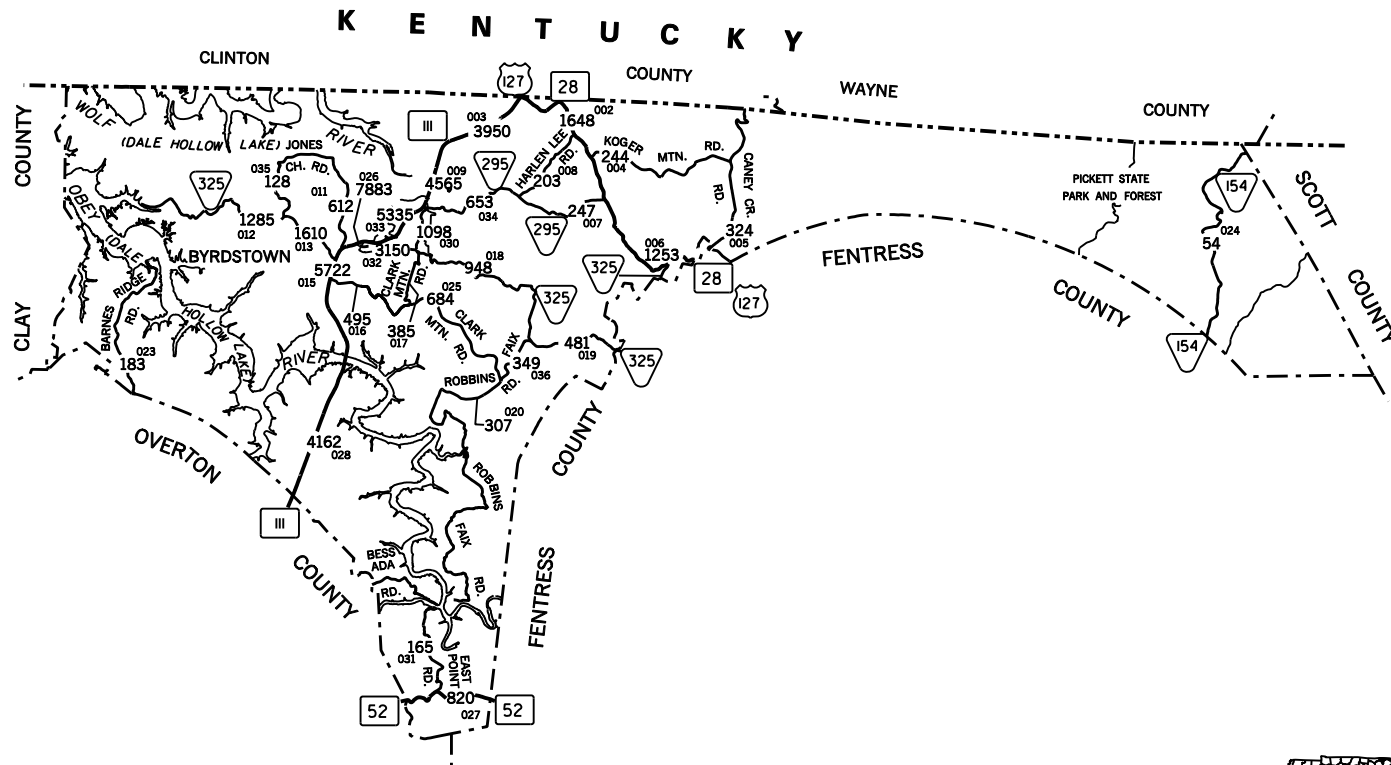 K E N T U C K Y
CLINTON
COUNTY
WAYNE
COUNTY
127
28
002
003
3950
1648
III
COUNTY
WOLF
RIVER
(DALE HOLLOW LAKE)
JONES
CH. RD.
035
128
325
295
HARLEN LEE
RD.
008
203
KOGER
MTN. RD.
244
004
CANEY CR.
RD.
009
4565
026
7883
011
612
653
034
5335
033
1285
012
1610
013
1098
030
247
007
295
324
005
006
1253
325
28
127
OBEY
(DALE
HOLLOW
LAKE)
RIVER
BYRDSTOWN
3150
032
5722
015
018
948
CLARK
MTN.
RD.
025
684
CLARK
MTN.
RD.
325
495
016
385
017
BARNES
RIDGE
RD.
023
183
CLAY
481
019
325
FAIX
349
036
ROBBINS
RD.
020
307
4162
028
III
OVERTON
COUNTY
ROBBINS
FAIX
RD.
BESS
ADA
RD.
165
031
EAST
POINT
RD.
52
820
027
52
FENTRESS
COUNTY
FENTRESS
COUNTY
PICKETT STATE
PARK AND FOREST
154
024
54
154
SCOTT
COUNTY